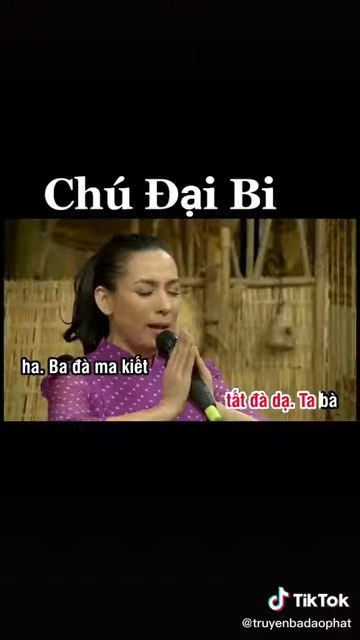 Chú Đại Bi
ha. Ba đà ma kiết
tất đà dạ. Ta bà
TikTok
@truyenbadaophat